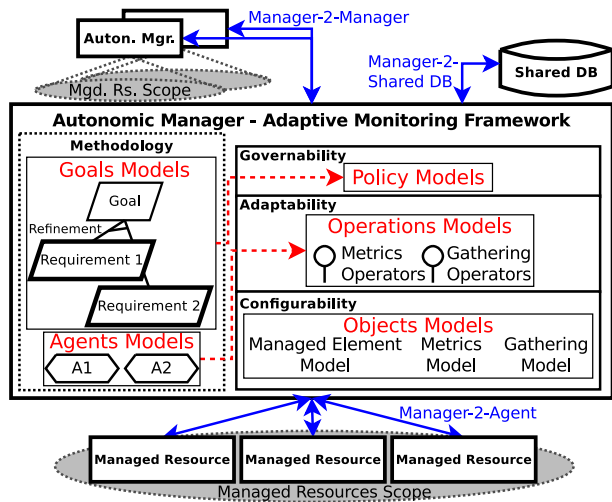 Manager-2-Manager
Auton. Mgr.
Manager-2-
Shared DB
Shared DB
Mgd. Rs. Scope
Autonomic Manager - Adaptive Monitoring Framework
Methodology
Goals Models
Goal
Refinement
Requirement 1
Requirement 2
Agents Models
A1
A2
Governability
Policy Models
Adaptability
Operations Models
Metrics
Operators
Gathering
Operators
Configurability
Objects Models
Managed Element
Model
Metrics
Model
Gathering
Model
Manager-2-Agent
Managed Resource
Managed Resource
Managed Resource
Managed Resources Scope